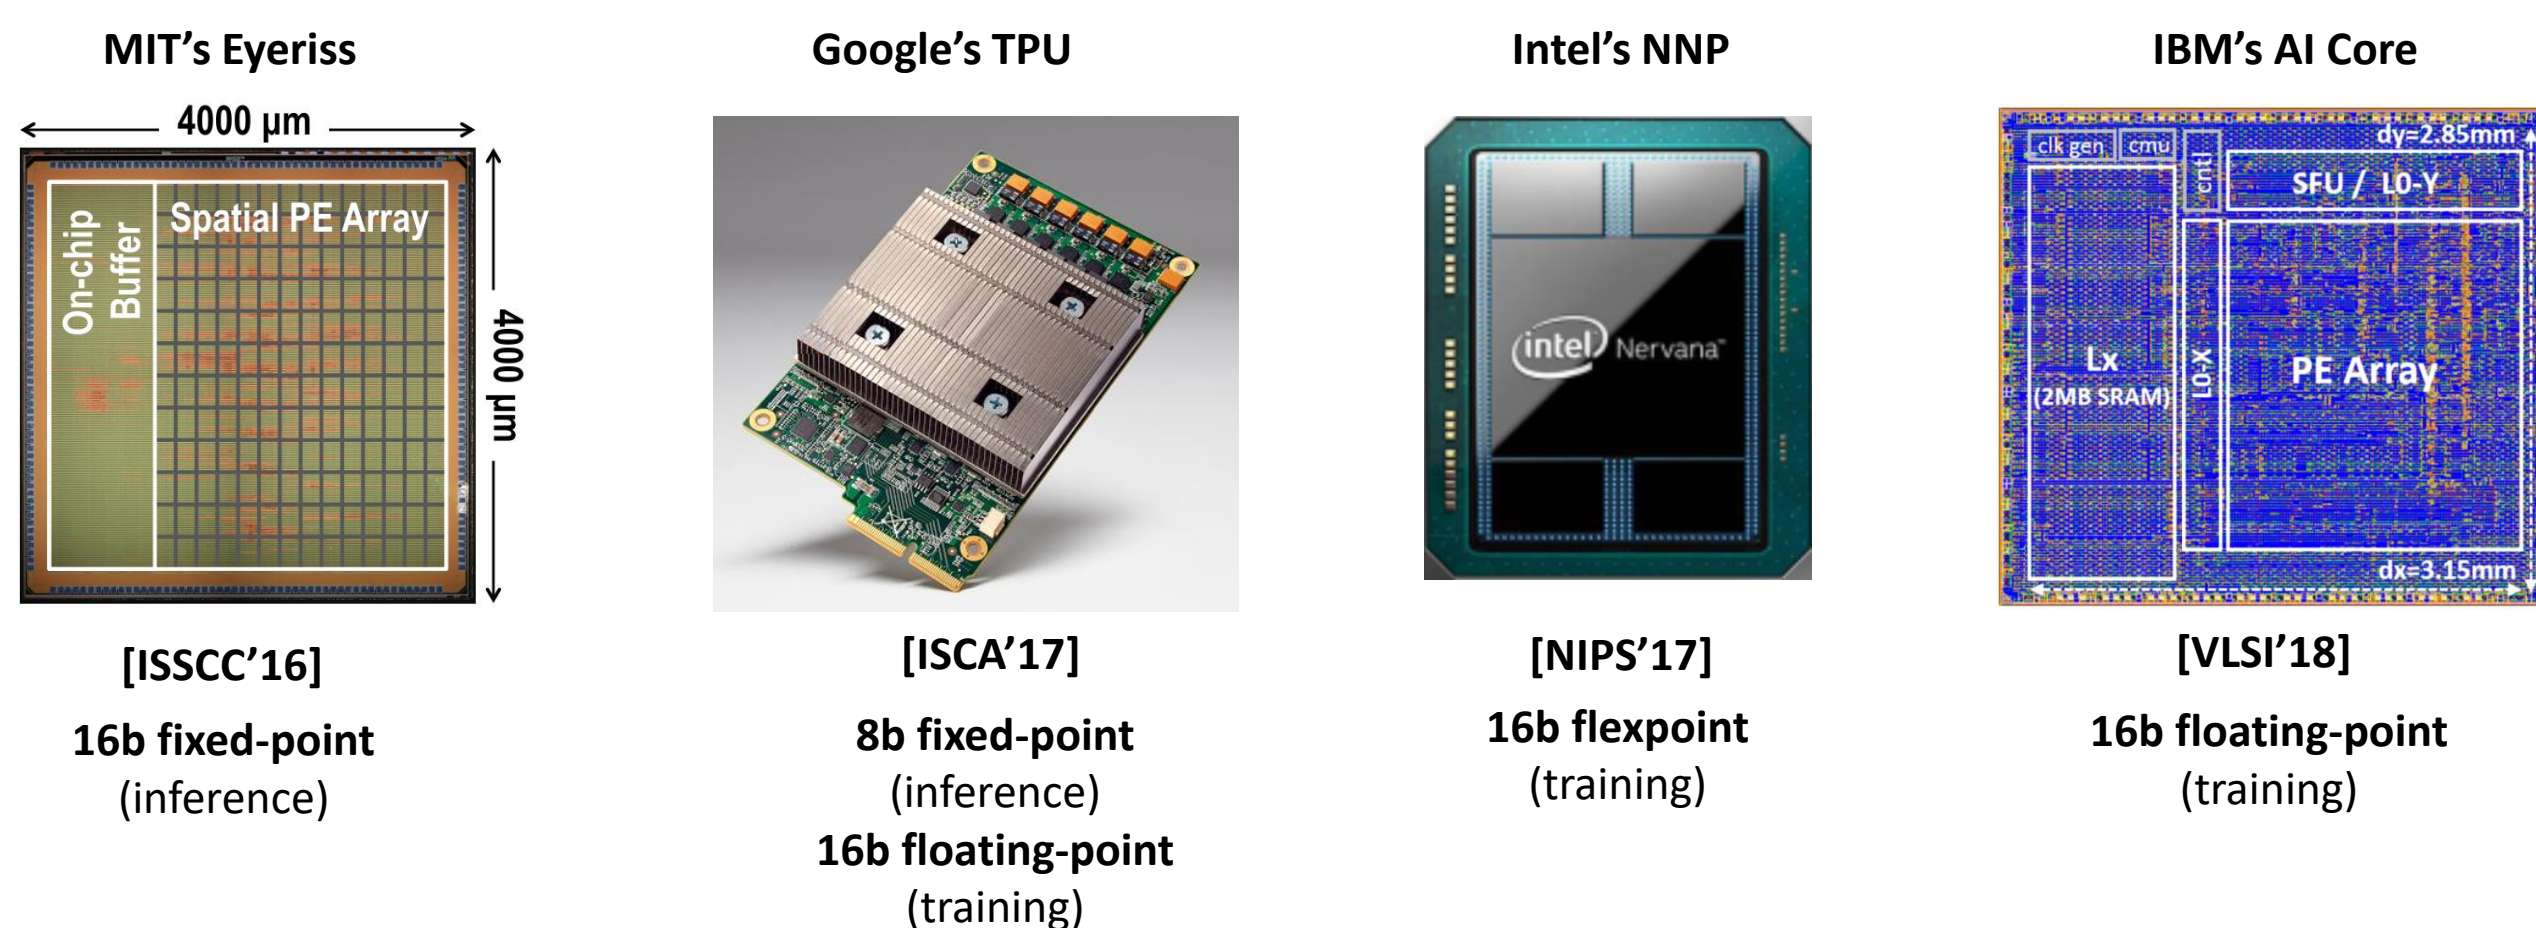 MIT’s Eyeriss
4000 µm
On-chip
Buffer
Spatial PE Array
4000 µm
[ISSCC’16]
16b fixed-point
(inference)
Google’s TPU
[ISCA’17]
8b fixed-point
(inference)
16b floating-point
(training)
Intel’s NNP
intel Nervana™
[NIPS’17]
16b flexpoint
(training)
IBM’s AI Core
dy=2.85mm
clk gen
cmu
cntl
SFU / L0-Y
Lx
(2MB SRAM)
L0-X
PE Array
dx=3.15mm
[VLSI’18]
16b floating-point
(training)